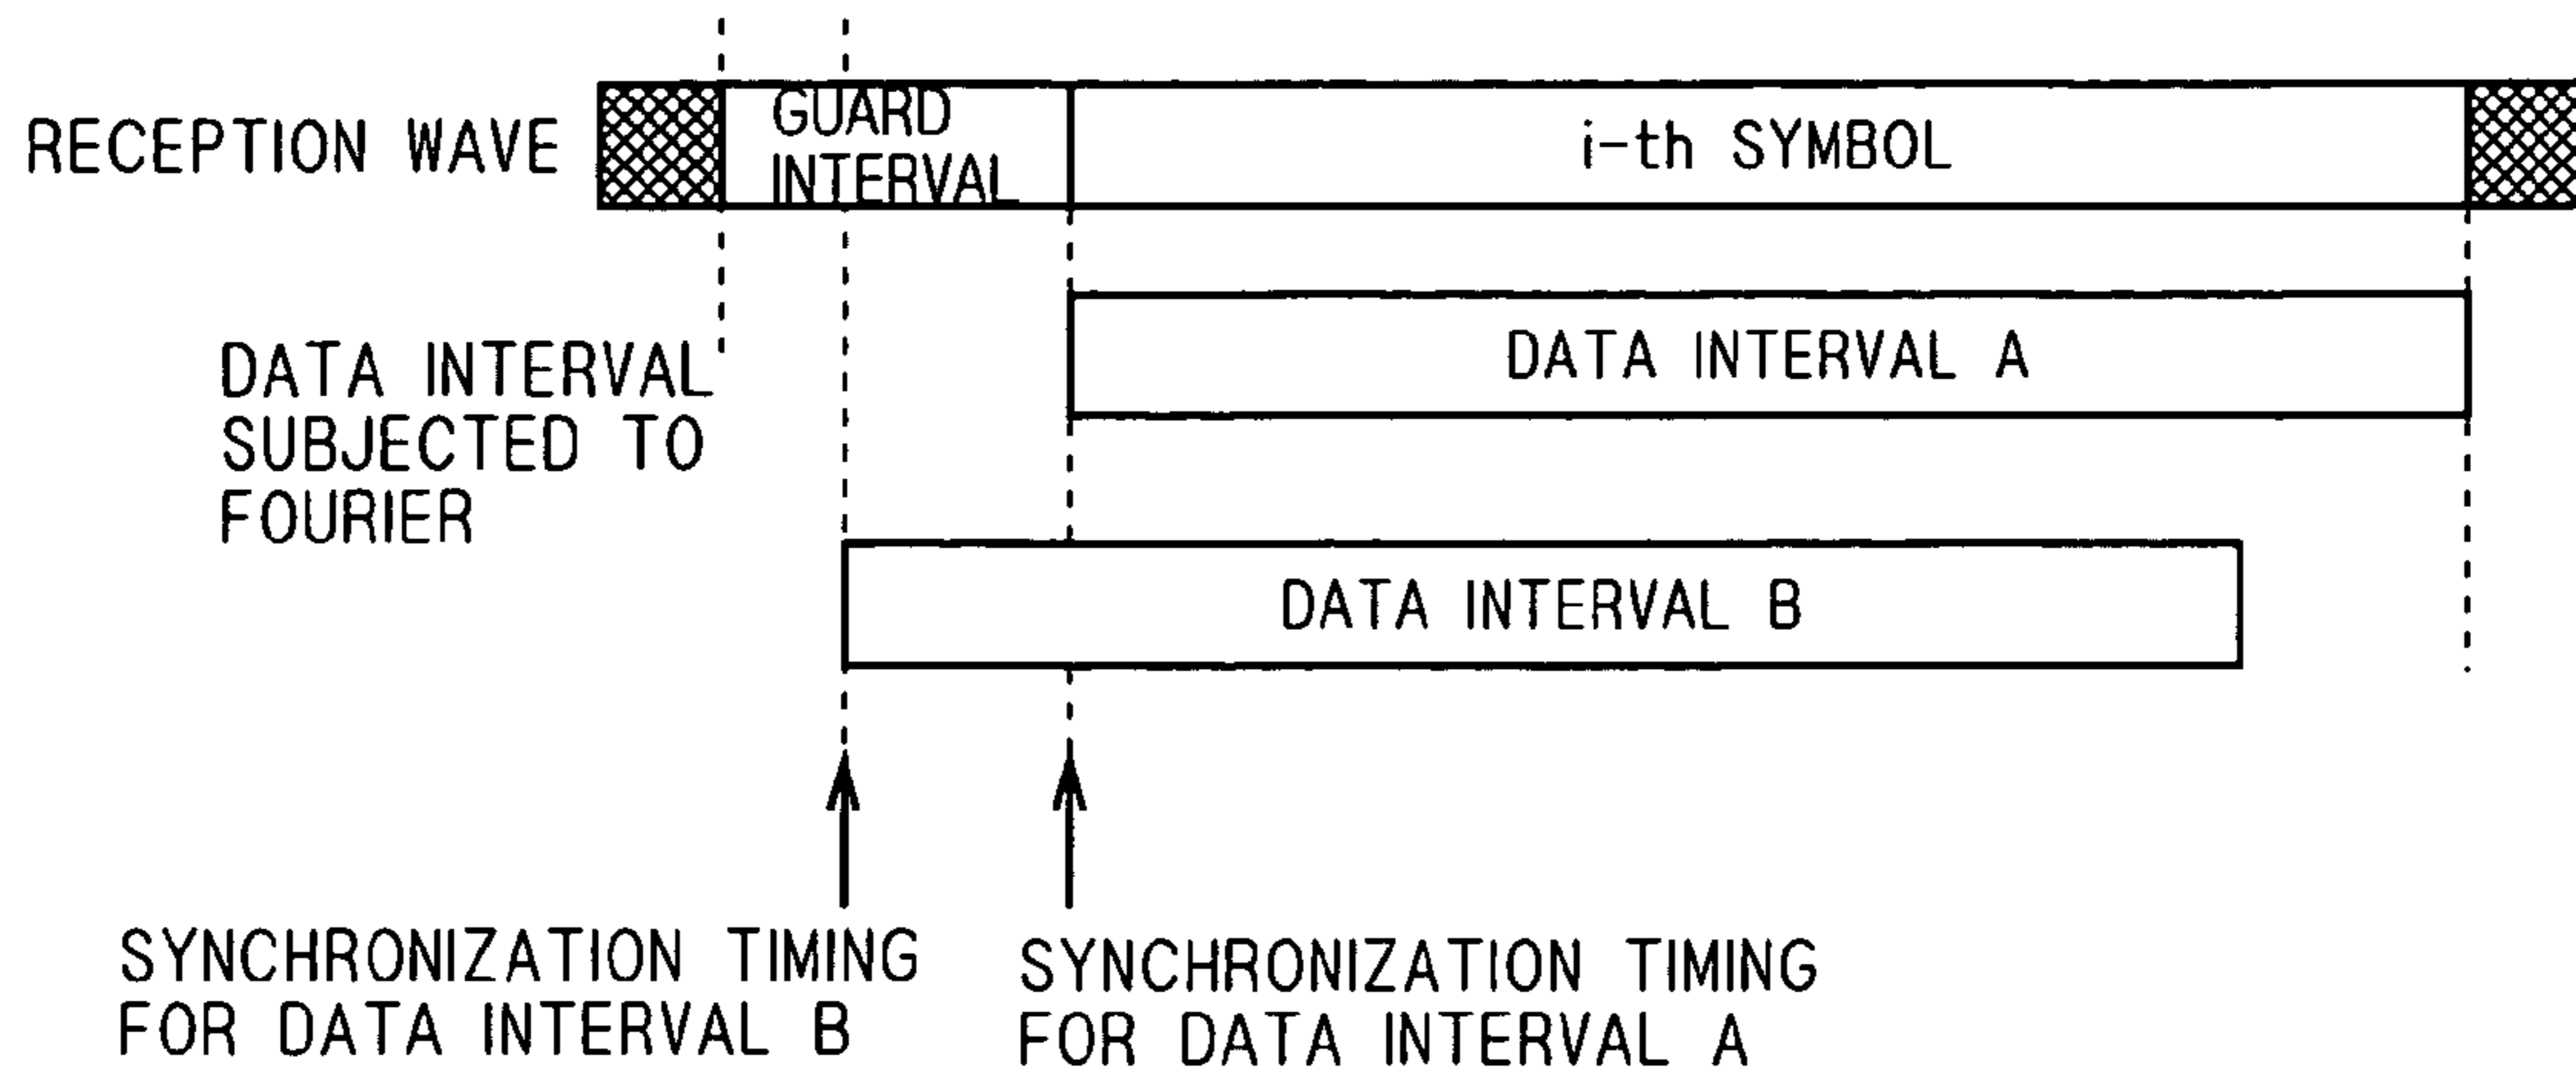 RECEPTION WAVE
GUARD
INTERVAL
i-th SYMBOL
DATA INTERVAL A
DATA INTERVAL
SUBJECTED TO
FOURIER
DATA INTERVAL B
SYNCHRONIZATION TIMING
FOR DATA INTERVAL B
SYNCHRONIZATION TIMING
FOR DATA INTERVAL A